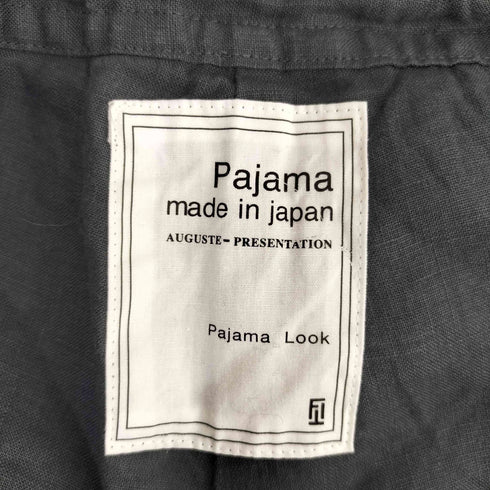 Pajama
made in japan
AUGUSTE-PRESENTATION
Pajama Look